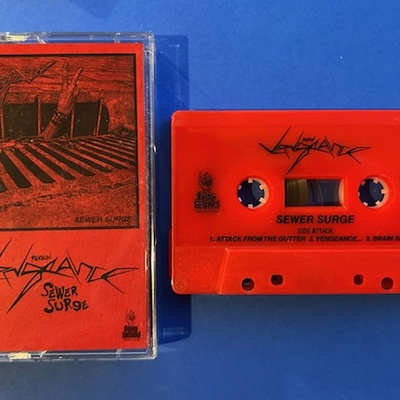 SEWER SURGE
VENGEANCE
SEWER
SURGE
VENGEANCE
SEWER SURGE
SIDE ATTACK:
1. ATTACK FROM THE GUTTER 2. VENGEANCE... 3. BRAIN